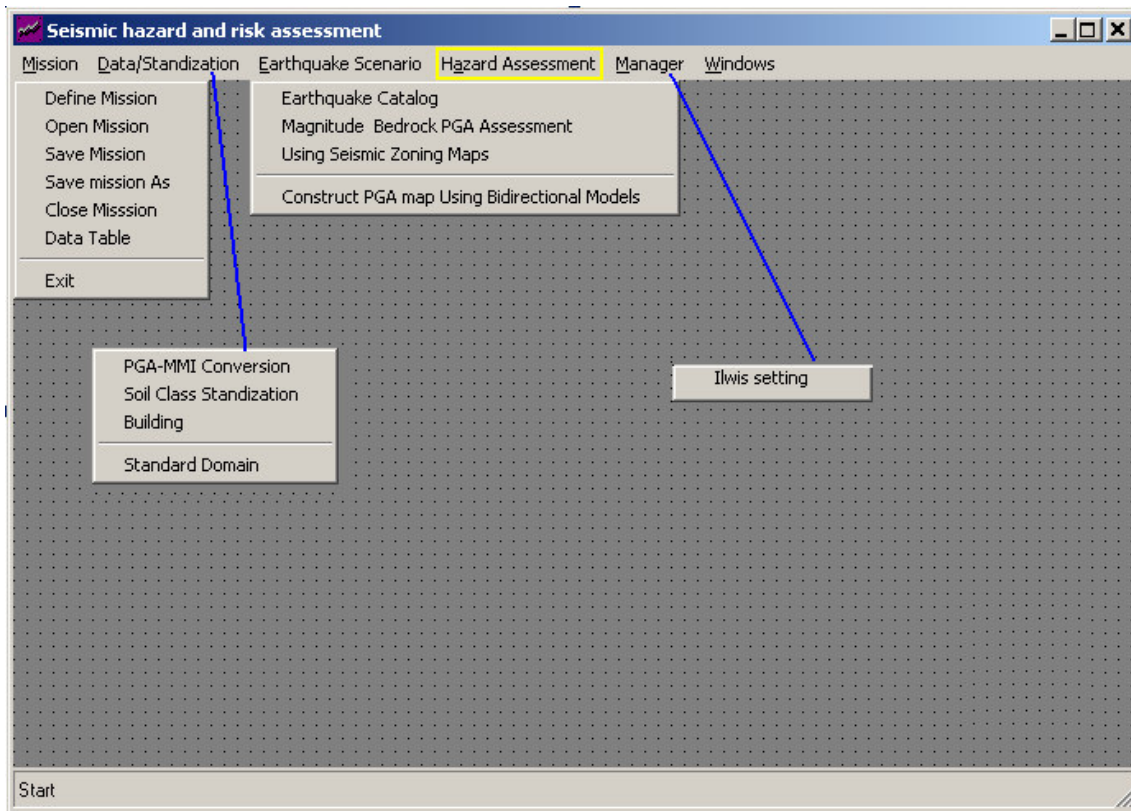 Seismic hazard and risk assessment
Mission Data/Standization Earthquake Scenario Hazard Assessment Manager Windows
Define Mission
Open Mission
Save Mission
Save mission As
Close Misssion
Data Table
Exit
Earthquake Catalog
Magnitude Bedrock PGA Assessment
Using Seismic Zoning Maps
Construct PGA map Using Bidirectional Models
PGA-MMI Conversion
Soil Class Standization
Building
Standard Domain
Ilwis setting
Start